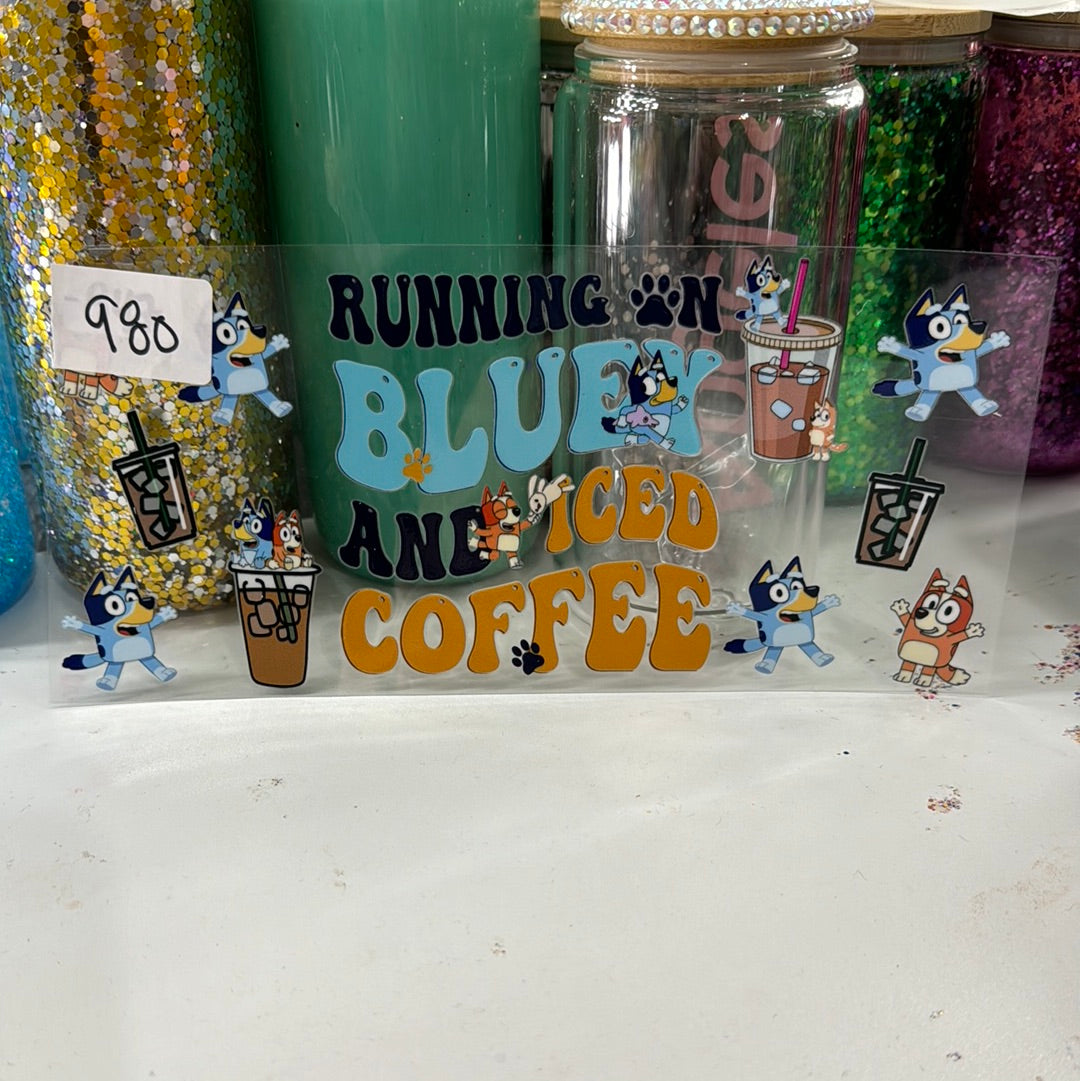 980
RUNNING ON
BLUEY
AND ICED
COFFEE